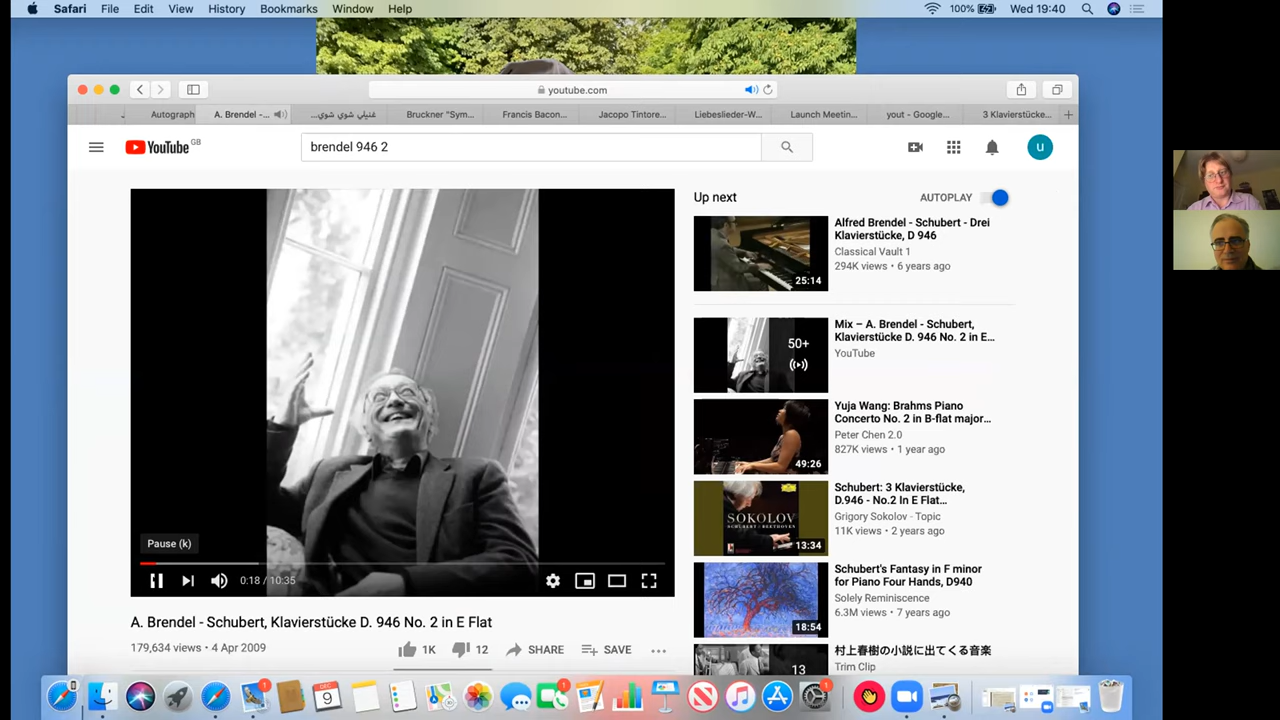 Safari File Edit View History Bookmarks Window Help 100% Wed 19:40
youtube.com
Autograph A. Brendel -... غنيلي شوي شوي... Bruckner "Sym... Francis Bacon... Jacopo Tintore... Liebeslieder-W... Launch Meetin... yout - Google... 3 Klavierstücke...
YouTube GB
brendel 946 2
u
Up next
AUTOPLAY
Alfred Brendel - Schubert - Drei
Klavierstücke, D 946
Classical Vault 1
294K views • 6 years ago
25:14
50+
Mix – A. Brendel - Schubert,
Klavierstücke D. 946 No. 2 in E...
YouTube
Yuja Wang: Brahms Piano
Concerto No. 2 in B-flat major...
Peter Chen 2.0
827K views • 1 year ago
49:26
SOKOLOV
13:34
Schubert: 3 Klavierstücke,
D.946 - No.2 In E Flat...
Grigory Sokolov - Topic
11K views • 2 years ago
Schubert's Fantasy in F minor
for Piano Four Hands, D940
Solely Reminiscence
6.3M views • 7 years ago
18:54
村上春樹の小説に出てくる音楽
Trim Clip
13
Pause (k)
0:18 / 10:35
A. Brendel - Schubert, Klavierstücke D. 946 No. 2 in E Flat
179,634 views • 4 Apr 2009
1K 12 SHARE SAVE
DEC
9
1
1
1